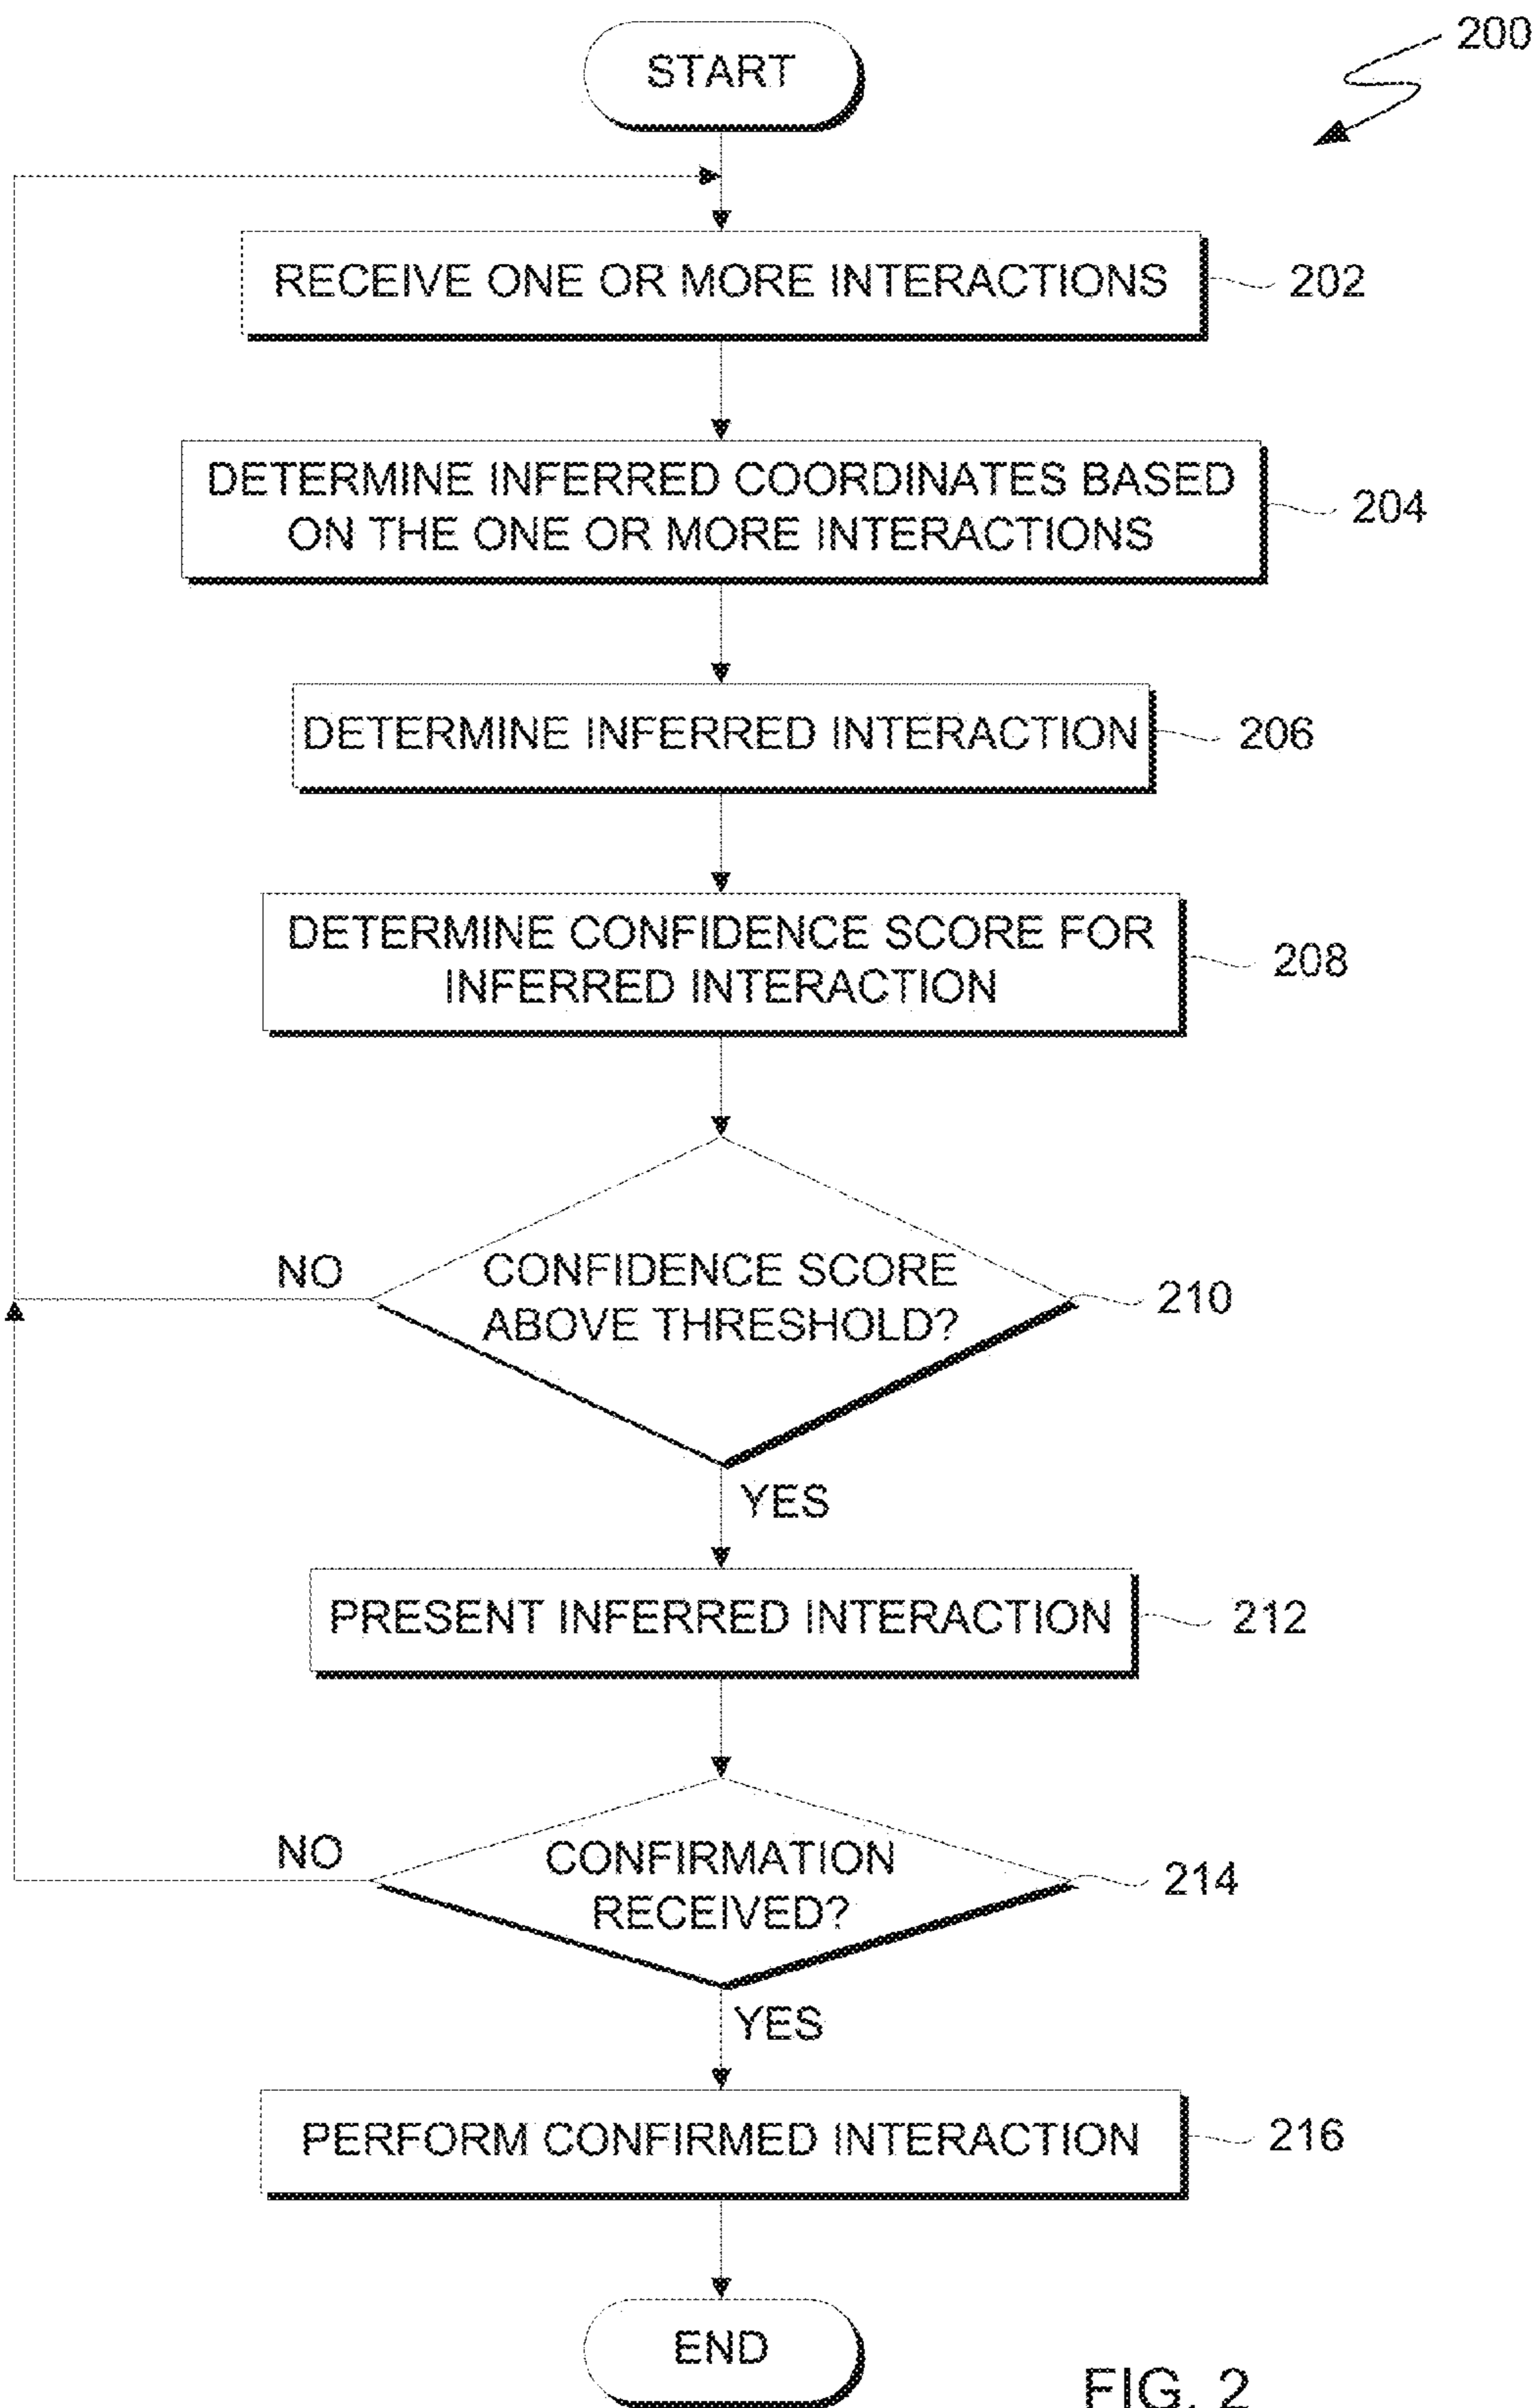 200
START
RECEIVE ONE OR MORE INTERACTIONS
202
DETERMINE INFERRED COORDINATES BASED
ON THE ONE OR MORE INTERACTIONS
204
DETERMINE INFERRED INTERACTION
206
DETERMINE CONFIDENCE SCORE FOR
INFERRED INTERACTION
208
NO
CONFIDENCE SCORE
ABOVE THRESHOLD?
210
YES
PRESENT INFERRED INTERACTION
212
NO
CONFIRMATION
RECEIVED?
214
YES
PERFORM CONFIRMED INTERACTION
216
END
FIG. 2